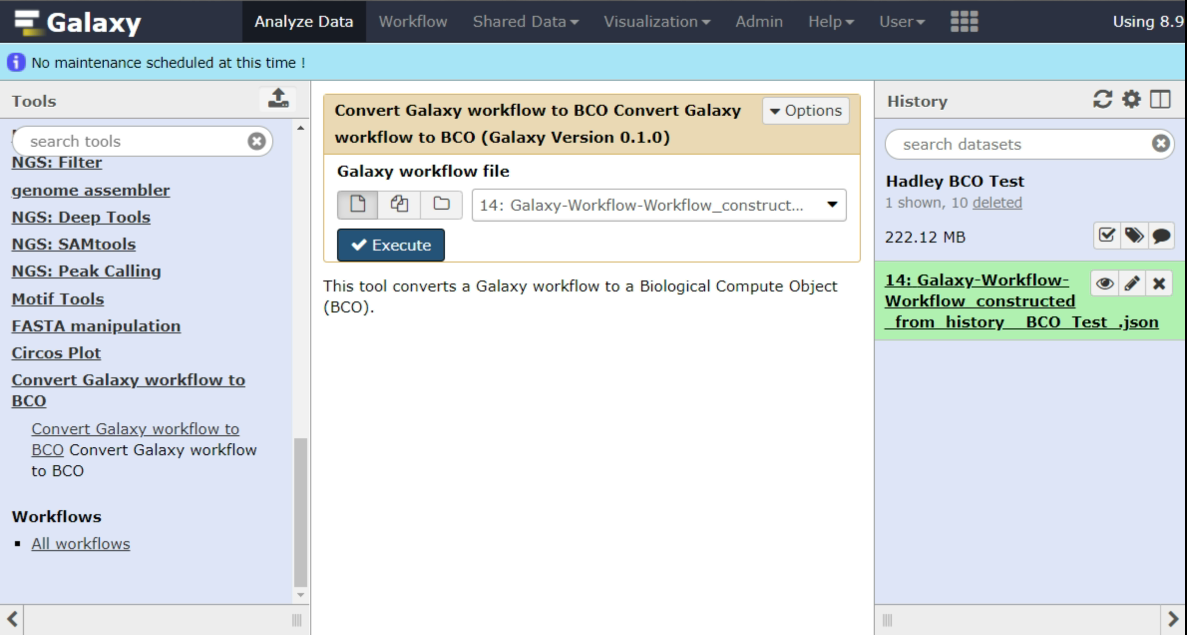 Galaxy
Analyze Data
Workflow
Shared Data
Visualization
Admin
Help
User
Using 8.9
No maintenance scheduled at this time !
Tools
search tools
NGS: Filter
genome assembler
NGS: Deep Tools
NGS: SAMtools
NGS: Peak Calling
Motif Tools
FASTA manipulation
Circos Plot
Convert Galaxy workflow to
BCO
Convert Galaxy workflow to
BCO Convert Galaxy workflow
to BCO
Workflows
All workflows
Convert Galaxy workflow to BCO Convert Galaxy
workflow to BCO (Galaxy Version 0.1.0)
Options
Galaxy workflow file
14: Galaxy-Workflow-Workflow_construct...
Execute
This tool converts a Galaxy workflow to a Biological Compute Object
(BCO).
History
search datasets
Hadley BCO Test
1 shown, 10 deleted
222.12 MB
14: Galaxy-Workflow-
Workflow_constructed
_from_history__BCO_Test_.json